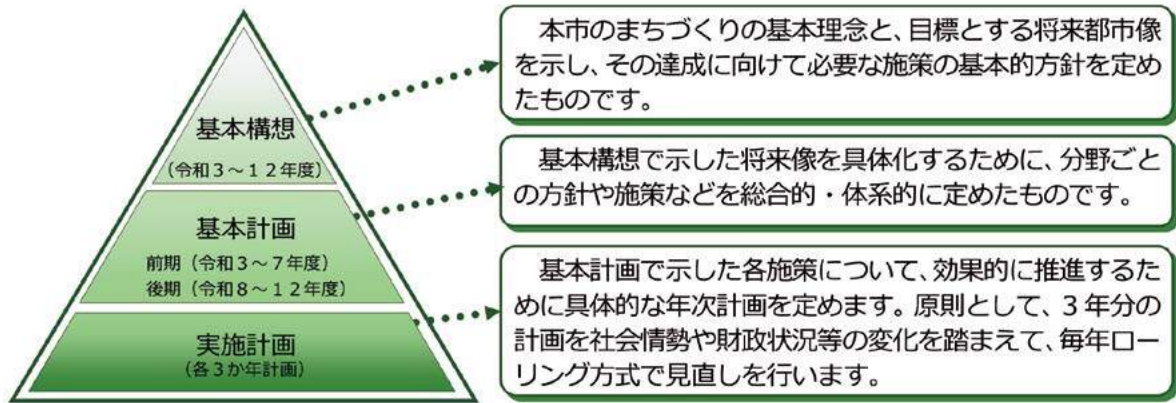 本市のまちづくりの基本理念と、目標とする将来都市像
を示し、その達成に向けて必要な施策の基本的方針を定め
たものです。
基本構想
(令和3~12年度)
基本構想で示した将来像を具体化するために、分野ごと
の方針や施策などを総合的・体系的に定めたものです。
基本計画
前期(令和3~7年度)
後期(令和8~12年度)
基本計画で示した各施策について、効果的に推進するた
めに具体的な年次計画を定めます。原則として、3年分の
計画を社会情勢や財政状況等の変化を踏まえて、毎年ロー
リング方式で見直しを行います。
実施計画
(各3か年計画)